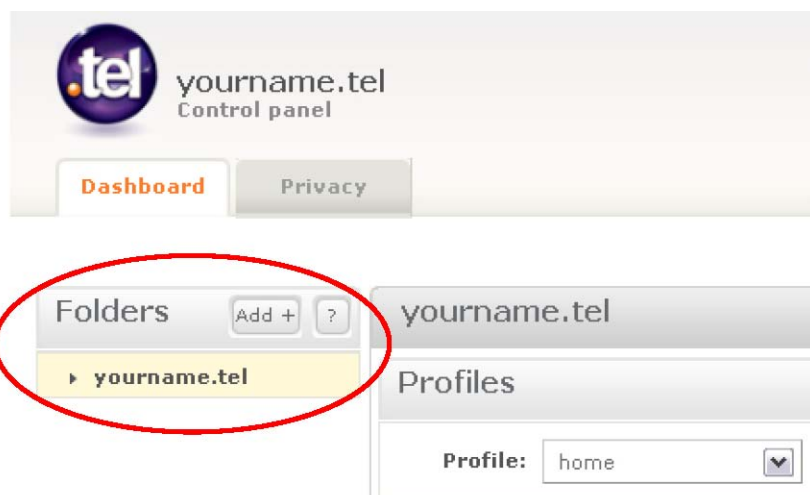 .tel
yourname.tel
Control panel
Dashboard Privacy
Folders Add + ?
yourname.tel
yourname.tel
Profiles
Profile: home